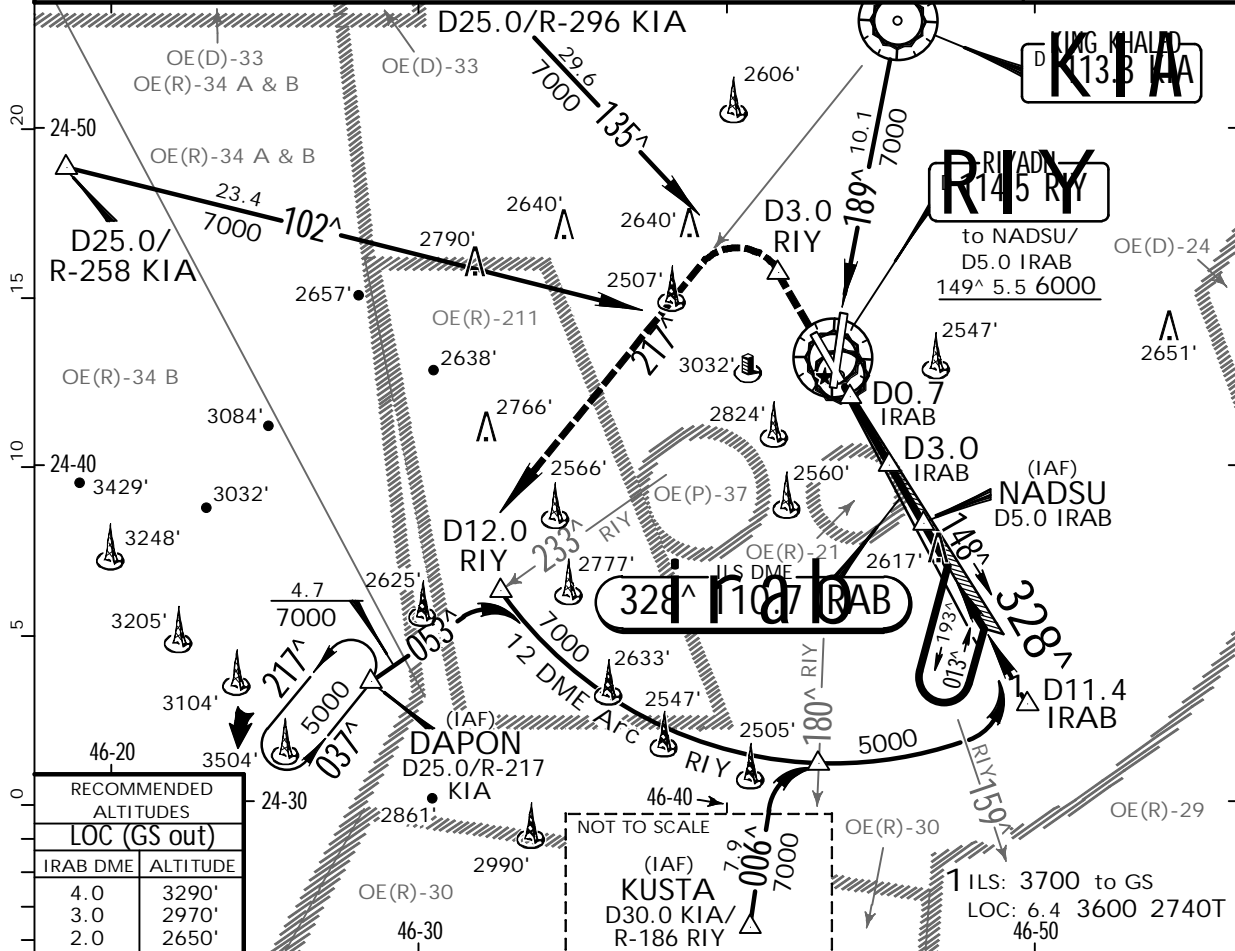 D25.0/R-296 KIA
OE(D)-33
OE(R)-34 A & B
OE(D)-33
29.6
7000
135^
2606'
10.1
7000
189^
D KING KHALED
113.3 KIA
KIA
20
24-50
OE(R)-34 A & B
23.4
7000
102^
D25.0/
R-258 KIA
2640'
2640'
2790'
D3.0
RIY
RIYADH
114.5 RIY
RIY
to NADSU/
D5.0 IRAB
149^ 5.5 6000
OE(D)-24
15
2657'
2507'
OE(R)-211
217^
2638'
3032'
2547'
2651'
OE(R)-34 B
2766'
2824'
D0.7
IRAB
3084'
D3.0
IRAB
10
24-40
3429'
3032'
2566'
OE(P)-37
2560'
(IAF)
NADSU
D5.0 IRAB
3248'
D12.0
RIY
233^
RIY
OE(R)-21
2617'
148^
2777'
ILS DME
328^ 110.7 IRAB
irab
328^
4.7
7000
2625'
053^
5
3205'
7000
12 DME Arc
RIY
193^
013^
217^
5000
037^
3104'
2633'
180^
RIY
1
D11.4
IRAB
3504'
(IAF)
DAPON
D25.0/R-217
KIA
2547'
2505'
5000
46-20
RIY
159^
0
24-30
2861'
46-40
RECOMMENDED
ALTITUDES
LOC (GS out)
IRAB DME ALTITUDE
4.0 3290'
3.0 2970'
2.0 2650'
2990'
OE(R)-30
46-30
NOT TO SCALE
(IAF)
KUSTA
D30.0 KIA/
R-186 RIY
7.9
006^
7000
OE(R)-30
OE(R)-29
1 ILS: 3700 to GS
LOC: 6.4 3600 2740T
46-50